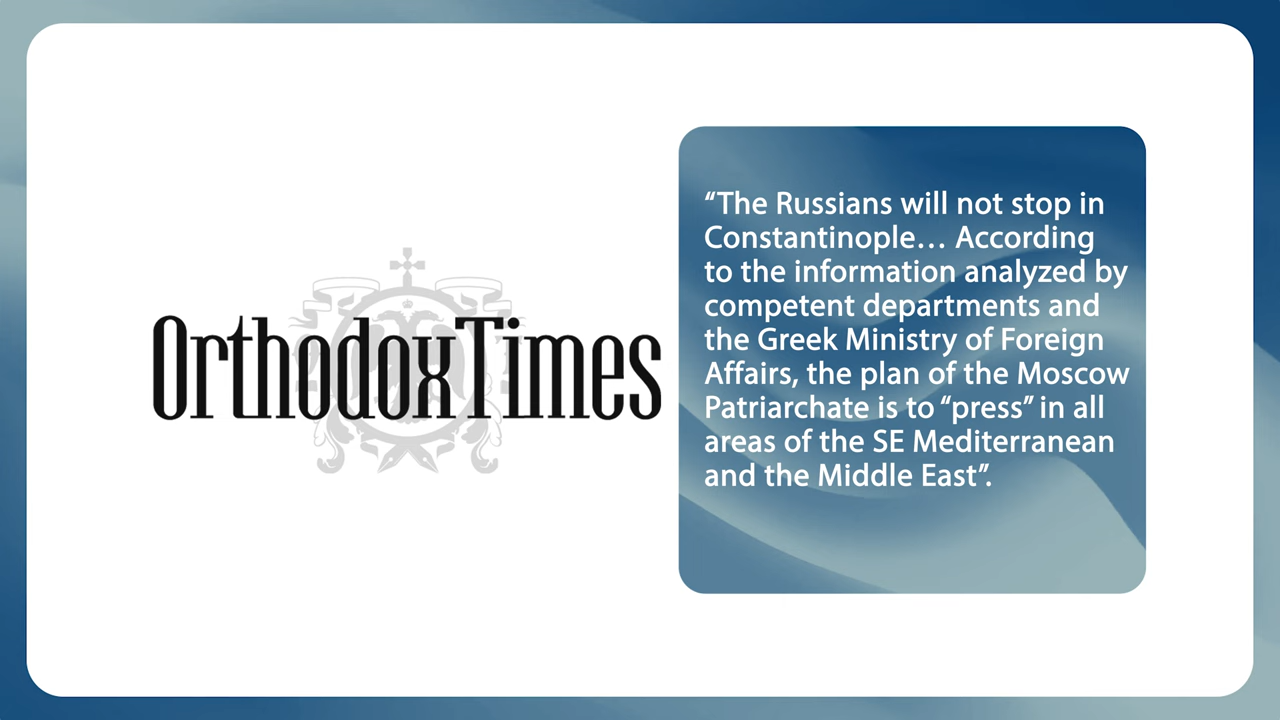 OrthodoxTimes
“The Russians will not stop in
Constantinople… According
to the information analyzed by
competent departments and
the Greek Ministry of Foreign
Affairs, the plan of the Moscow
Patriarchate is to “press” in all
areas of the SE Mediterranean
and the Middle East”.